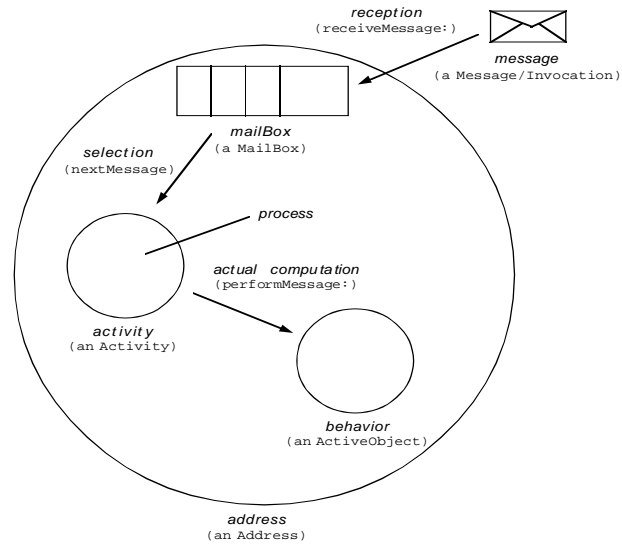 reception
(receiveMessage:)
message
(a Message/Invocation)
mailBox
(a MailBox)
selection
(nextMessage)
process
actual computation
(performMessage:)
activity
(an Activity)
behavior
(an ActiveObject)
address
(an Address)